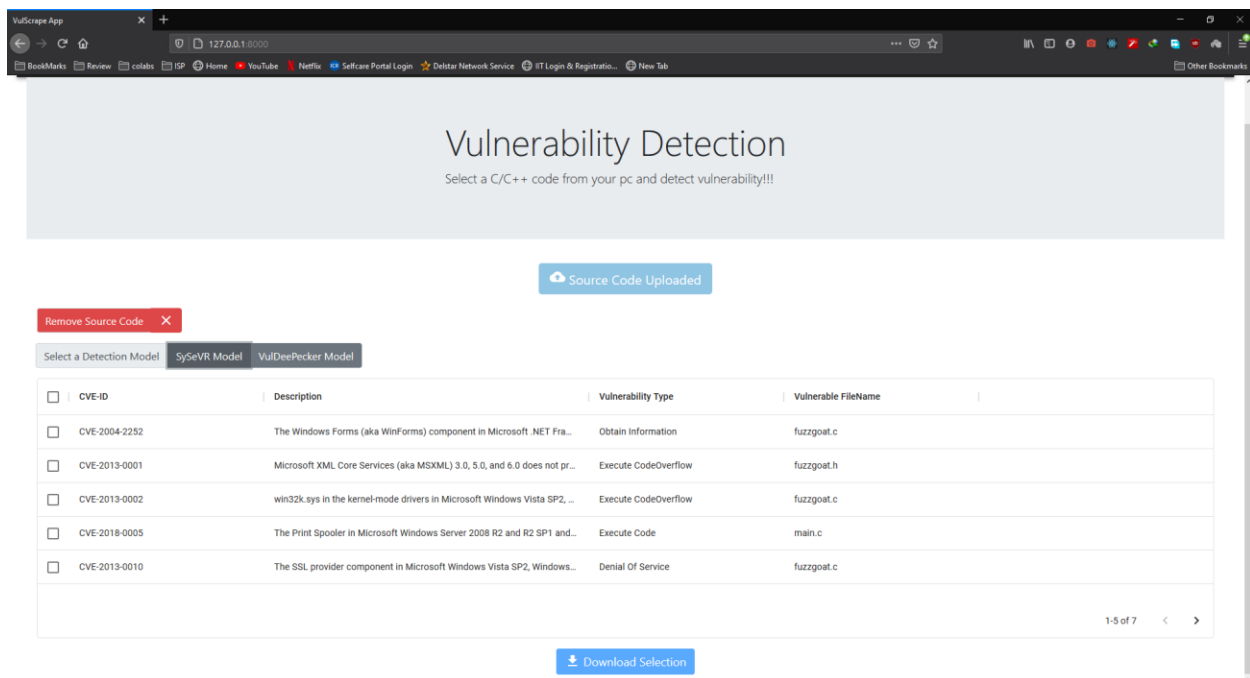 VulScrape App
127.0.0.1:8000
BookMarks Review colabs ISP Home YouTube Netflix Selfcare Portal Login Delstar Network Service IIT Login & Registratio... New Tab Other Bookmarks
Vulnerability Detection
Select a C/C++ code from your pc and detect vulnerability!!!
Source Code Uploaded
Remove Source Code
Select a Detection Model SySeVR Model VulDeePecker Model
CVE-ID Description Vulnerability Type Vulnerable FileName
CVE-2004-2252 The Windows Forms (aka WinForms) component in Microsoft .NET Fra... Obtain Information fuzzgoat.c
CVE-2013-0001 Microsoft XML Core Services (aka MSXML) 3.0, 5.0, and 6.0 does not pr... Execute CodeOverflow fuzzgoat.h
CVE-2013-0002 win32k.sys in the kernel-mode drivers in Microsoft Windows Vista SP2, ... Execute CodeOverflow fuzzgoat.c
CVE-2018-0005 The Print Spooler in Microsoft Windows Server 2008 R2 and R2 SP1 and... Execute Code main.c
CVE-2013-0010 The SSL provider component in Microsoft Windows Vista SP2, Windows... Denial Of Service fuzzgoat.c
1-5 of 7
Download Selection